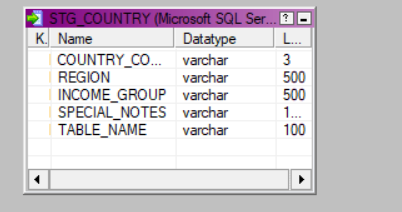 STG_COUNTRY (Microsoft SQL Ser... ?
K. Name Datatype L...
COUNTRY_CO... varchar 3
REGION varchar 500
INCOME_GROUP varchar 500
SPECIAL_NOTES varchar 1...
TABLE_NAME varchar 100